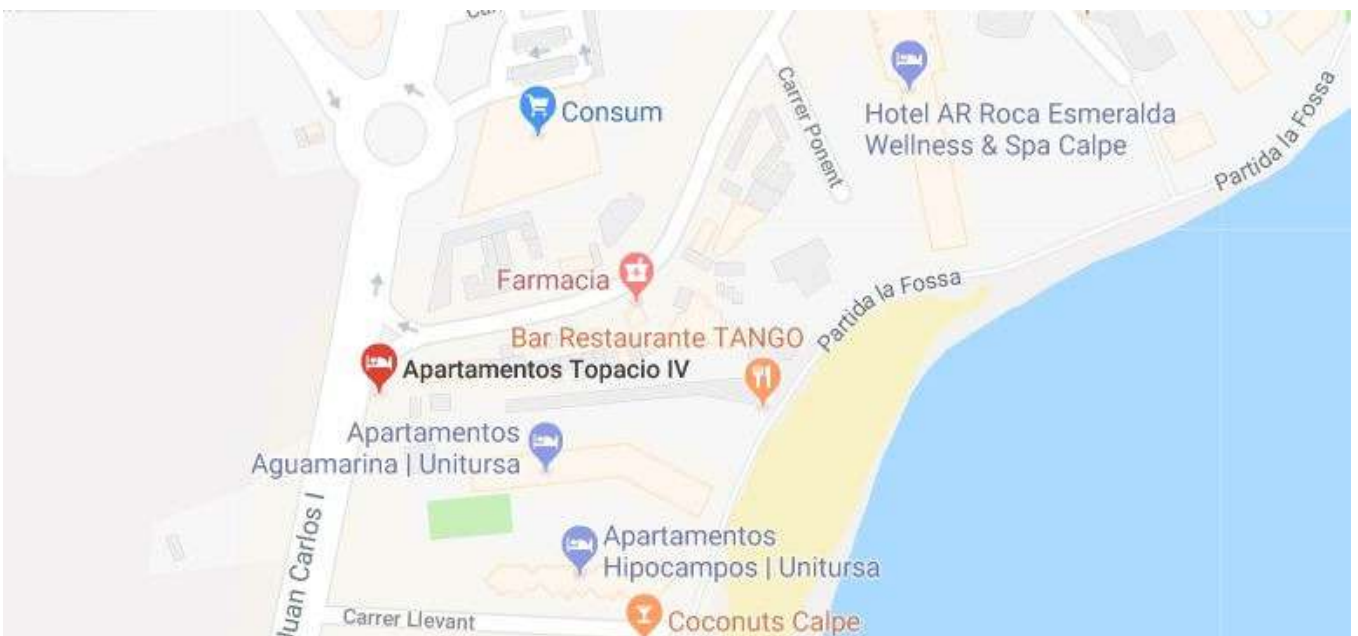 Consum
Carrer Ponent
Hotel AR Roca Esmeralda
Wellness & Spa Calpe
Partida la Fossa
Farmacia
Partida la Fossa
Bar Restaurante TANGO
Apartamentos Topacio IV
Apartamentos
Aguamarina | Unitursa
Juan Carlos I
Apartamentos
Hipocampos | Unitursa
Carrer Llevant
Coconuts Calpe